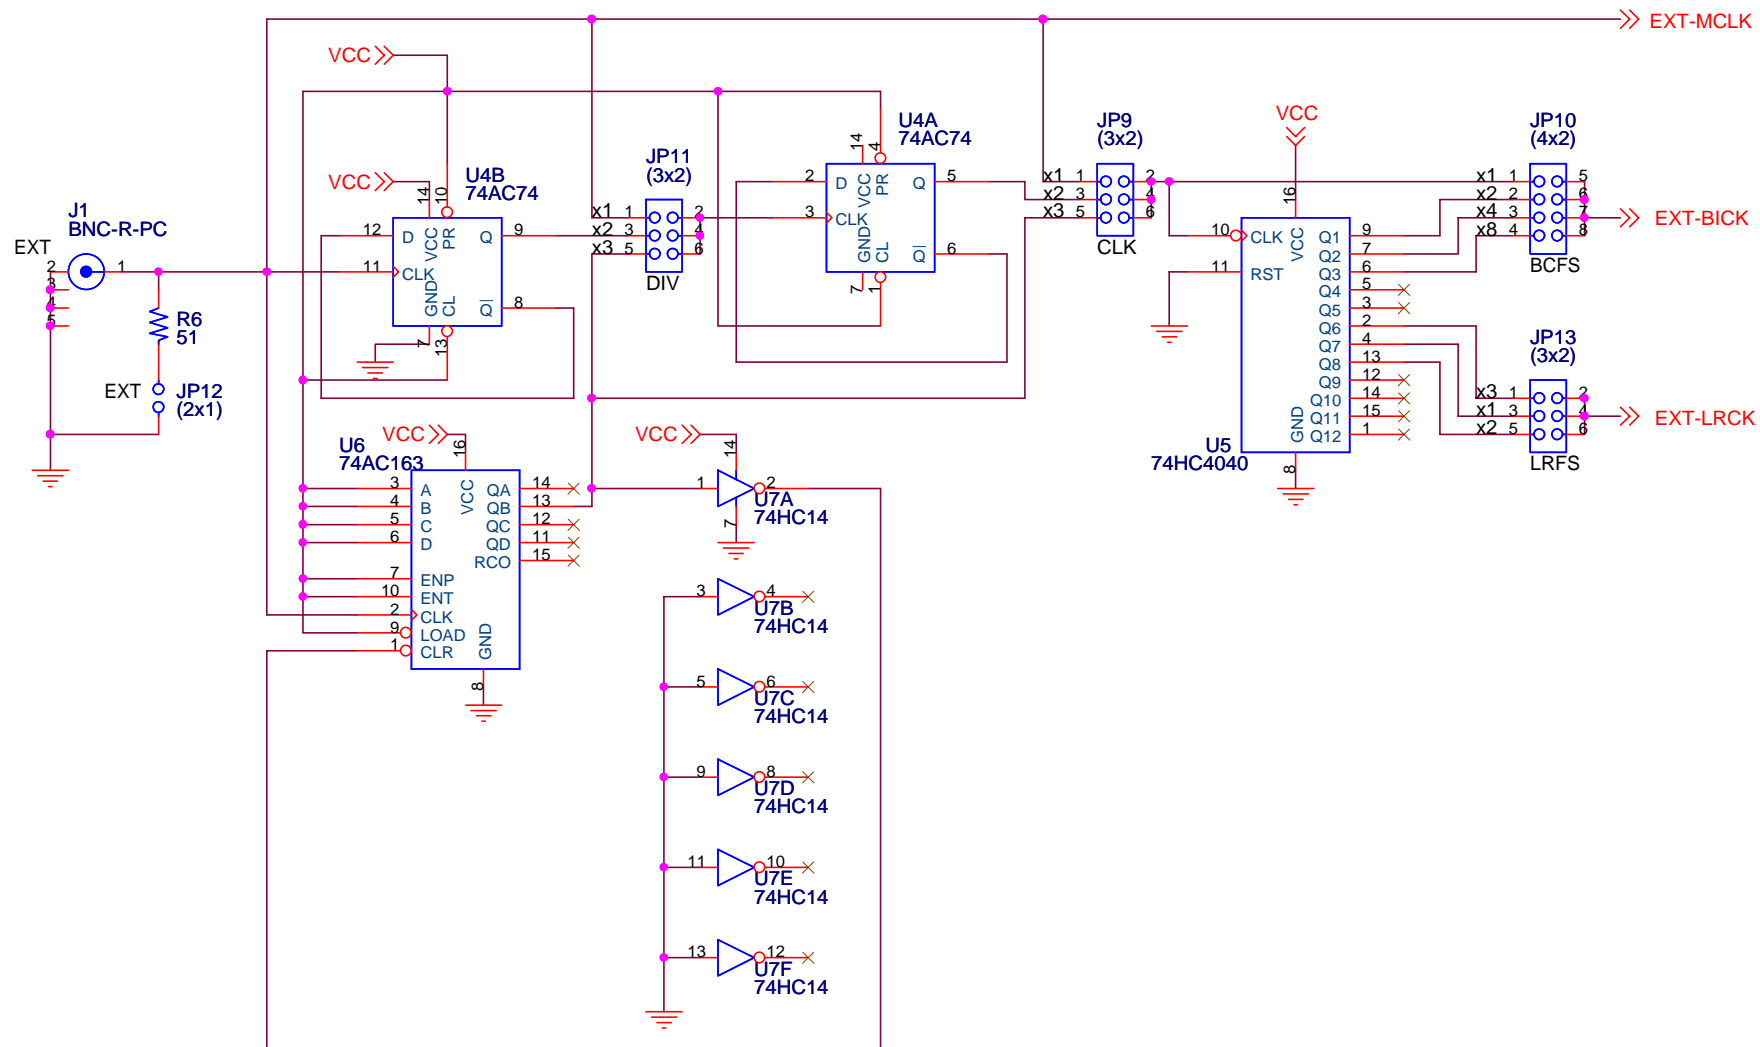 EXT-MCLK
VCC
U4A
74AC74
14
4
2 D VCC PR Q 5
3 CLK
GND CL Q 6
7 1
JP9
(3x2)
x1 1 2
x2 3 4
x3 5 6
CLK
VCC
JP10
(4x2)
x1 1 5
x2 2 6
x4 3 7
x8 4 8
BCFS
EXT-BICK
VCC
U4B
74AC74
14 10
12 D VCC PR Q 9
11 CLK
GND CL Q 8
7 13
JP11
(3x2)
x1 1 2
x2 3 4
x3 5 6
DIV
J1
BNC-R-PC
EXT
2 1
3
4
5
R6
51
EXT
JP12
(2x1)
16
10 CLK VCC Q1 9
Q2 7
11 RST Q3 6
Q4 5
Q5 3
Q6 2
Q7 4
Q8 13
Q9 12
Q10 14
Q11 15
GND Q12 1
8
U5
74HC4040
JP13
(3x2)
x3 1 2
x1 3 4
x2 5 6
LRFS
EXT-LRCK
VCC
16
U6
74AC163
3 A VCC QA 14
4 B QB 13
5 C QC 12
6 D QD 11
RCO 15
7 ENP
10 ENT
2 CLK
9 LOAD
1 CLR
GND
8
VCC
14
1 2
U7A
74HC14
7
3 4
U7B
74HC14
5 6
U7C
74HC14
9 8
U7D
74HC14
11 10
U7E
74HC14
13 12
U7F
74HC14